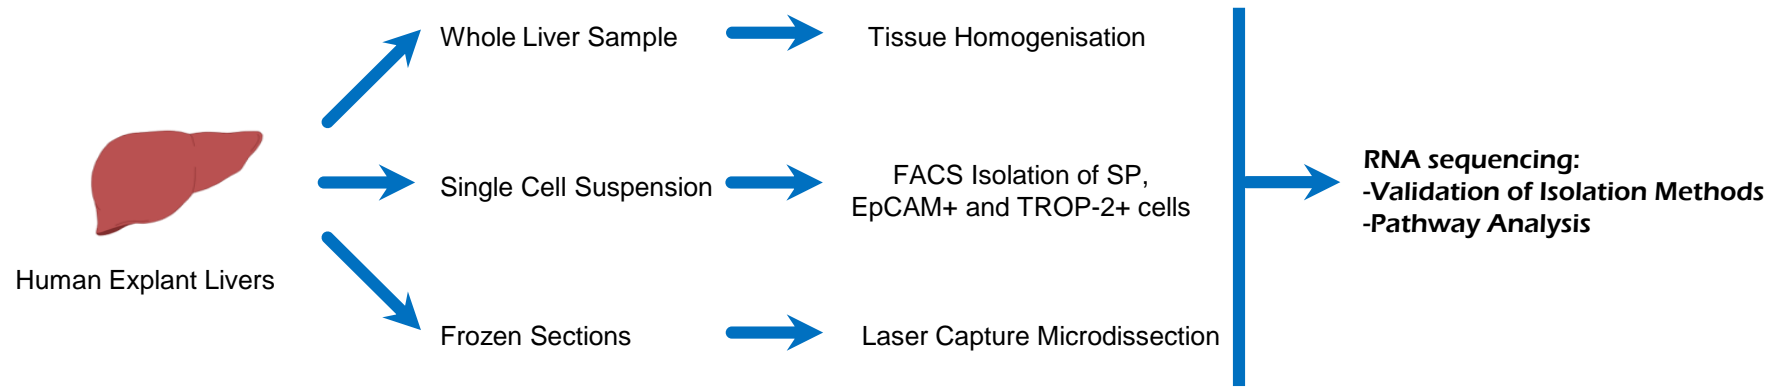 Whole Liver Sample
Tissue Homogenisation
Human Explant Livers
Single Cell Suspension
FACS Isolation of SP,
EpCAM+ and TROP-2+ cells
Frozen Sections
Laser Capture Microdissection
RNA sequencing:
-Validation of Isolation Methods
-Pathway Analysis